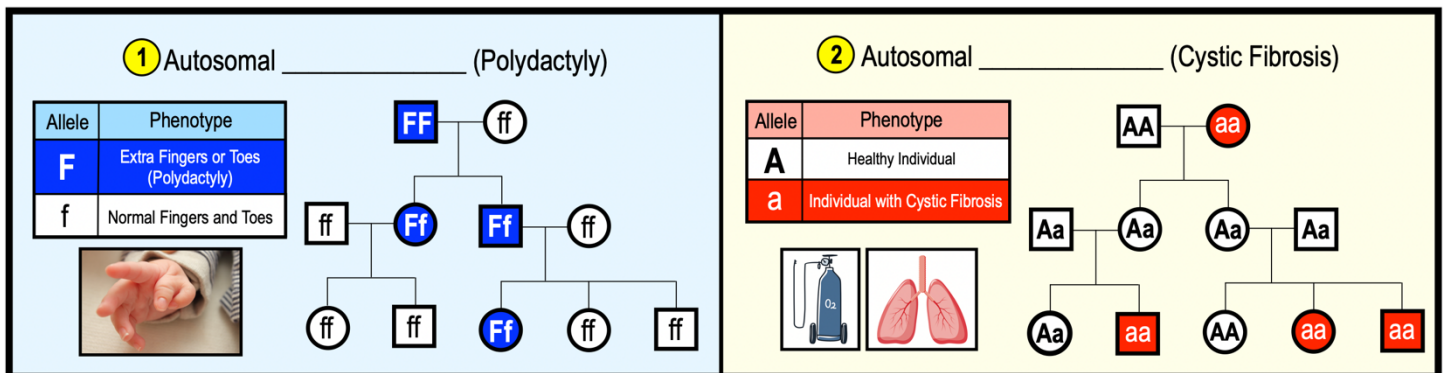 1 Autosomal ________________ (Polydactyly)
Allele Phenotype
F Extra Fingers or Toes
(Polydactyly)
f Normal Fingers and Toes
FF ff
ff Ff Ff ff
ff ff Ff ff ff
2 Autosomal ________________ (Cystic Fibrosis)
Allele Phenotype
A Healthy Individual
a Individual with Cystic Fibrosis
O2
AA aa
Aa Aa Aa Aa
Aa aa AA aa aa